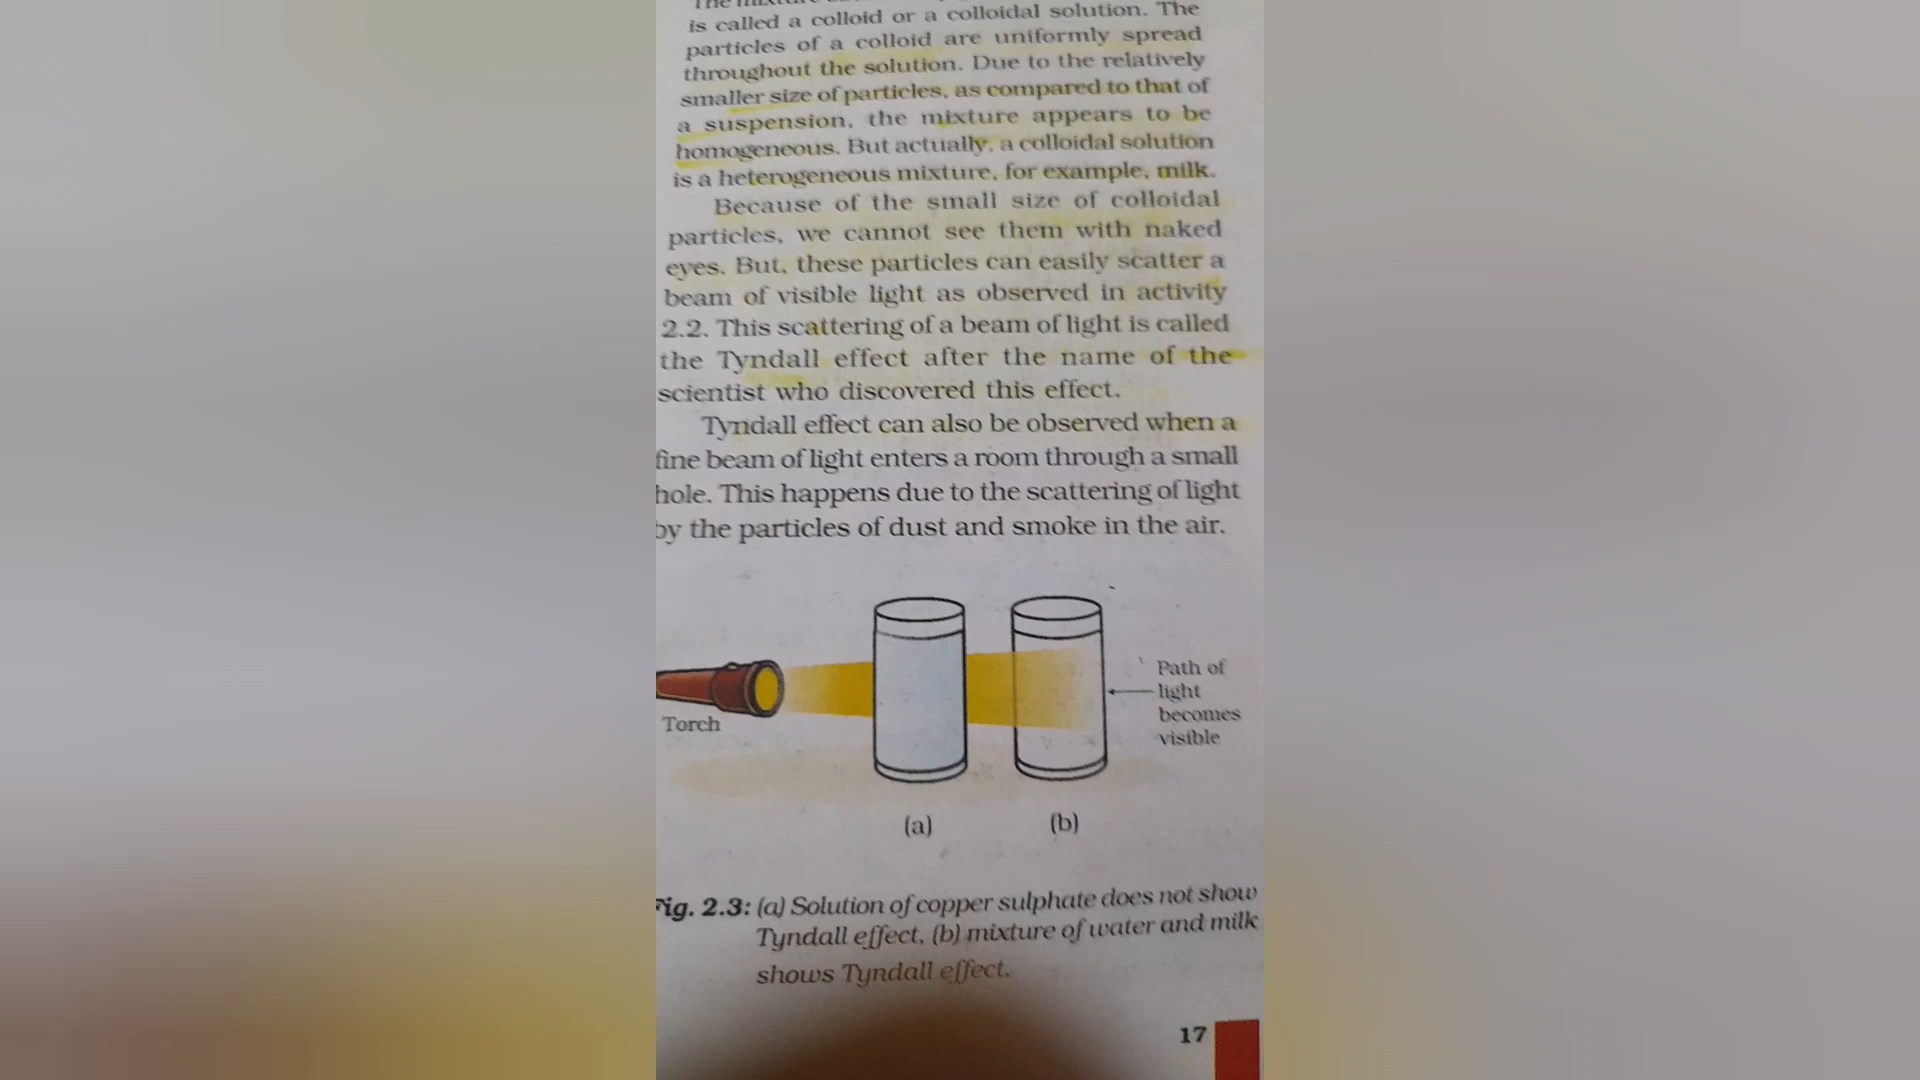 is called a colloid or a colloidal solution. The
particles of a colloid are uniformly spread
throughout the solution. Due to the relatively
smaller size of particles, as compared to that of
a suspension, the mixture appears to be
homogeneous. But actually, a colloidal solution
is a heterogeneous mixture, for example, milk.
Because of the small size of colloidal
particles, we cannot see them with naked
eyes. But, these particles can easily scatter a
beam of visible light as observed in activity
2.2. This scattering of a beam of light is called
the Tyndall effect after the name of the
scientist who discovered this effect.
Tyndall effect can also be observed when a
fine beam of light enters a room through a small
hole. This happens due to the scattering of light
by the particles of dust and smoke in the air.
Torch
Path of
light
becomes
visible
(a)
(b)
Fig. 2.3: (a) Solution of copper sulphate does not show
Tyndall effect, (b) mixture of water and milk
shows Tyndall effect.
17